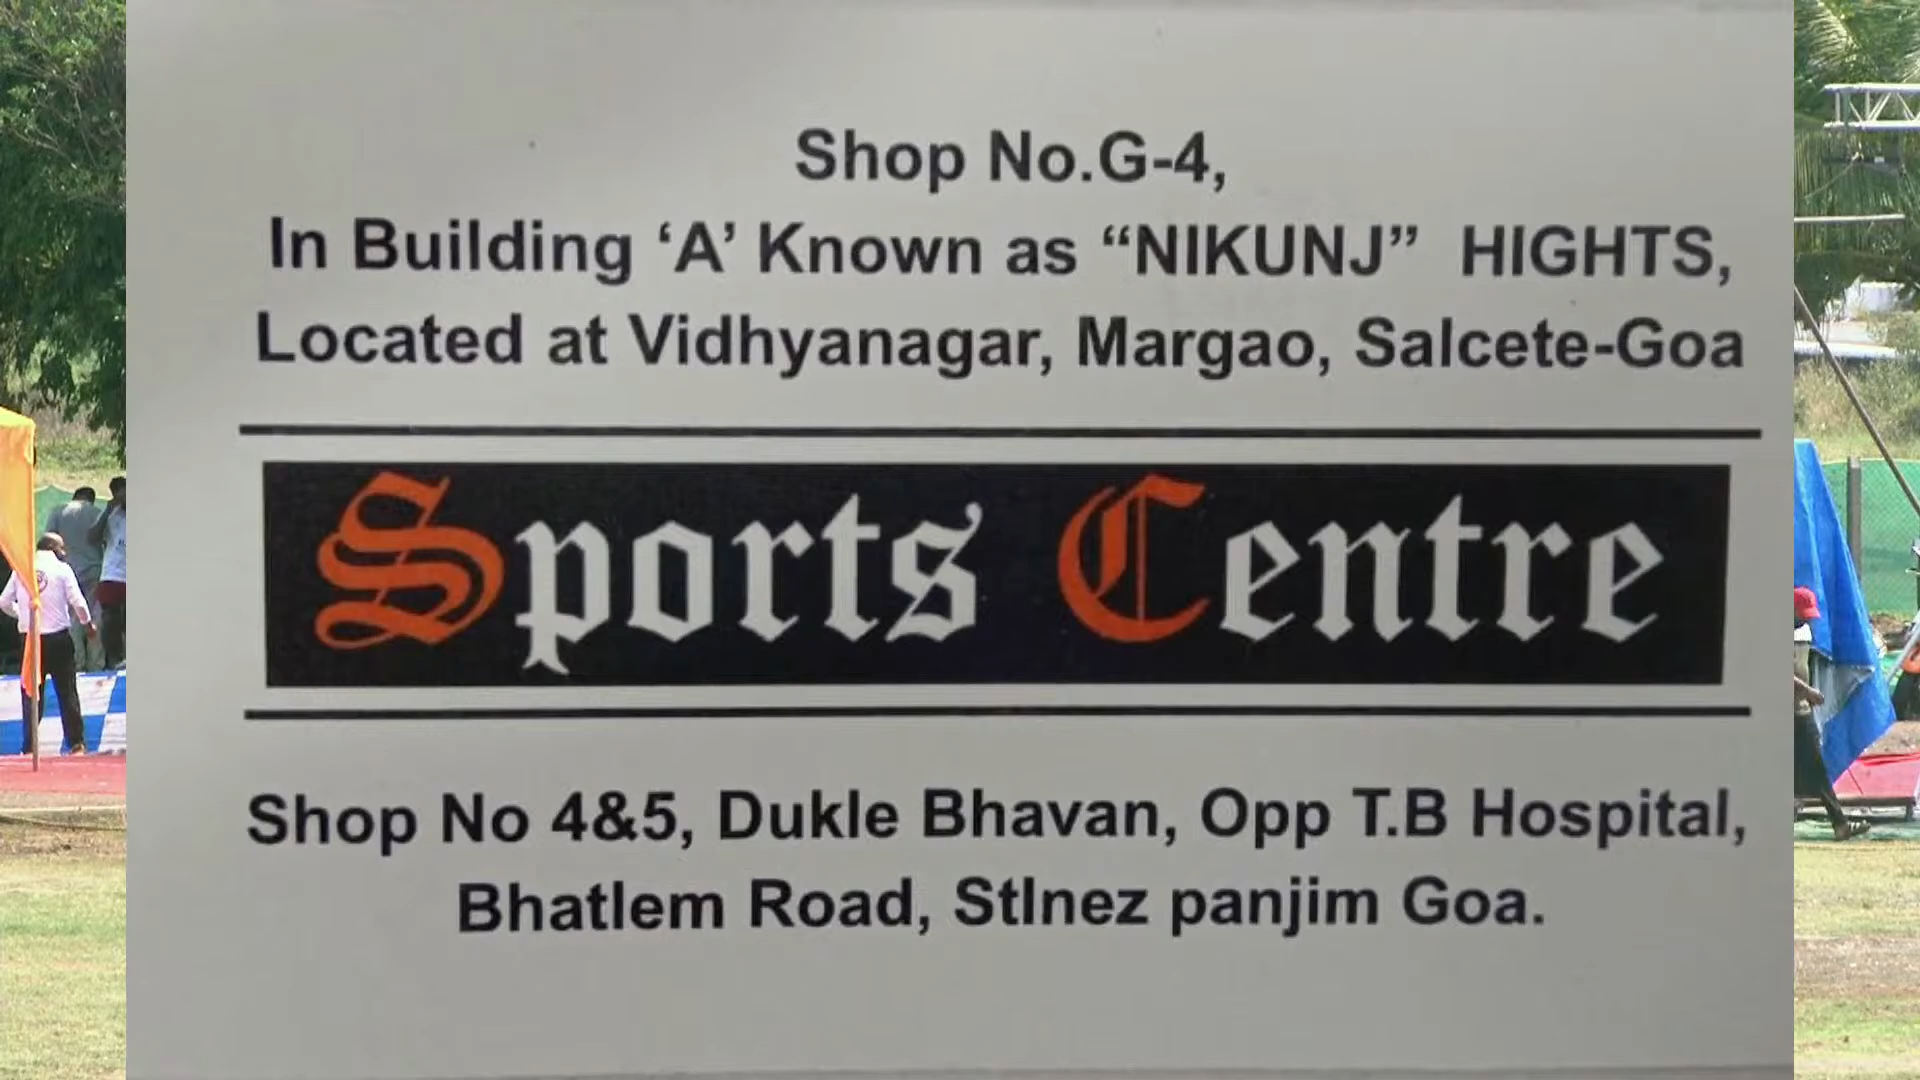 Shop No.G-4,
In Building ‘A’ Known as “NIKUNJ” HIGHTS,
Located at Vidhyanagar, Margao, Salcete-Goa
Sports Centre
Shop No 4&5, Dukle Bhavan, Opp T.B Hospital,
Bhatlem Road, StInez panjim Goa.